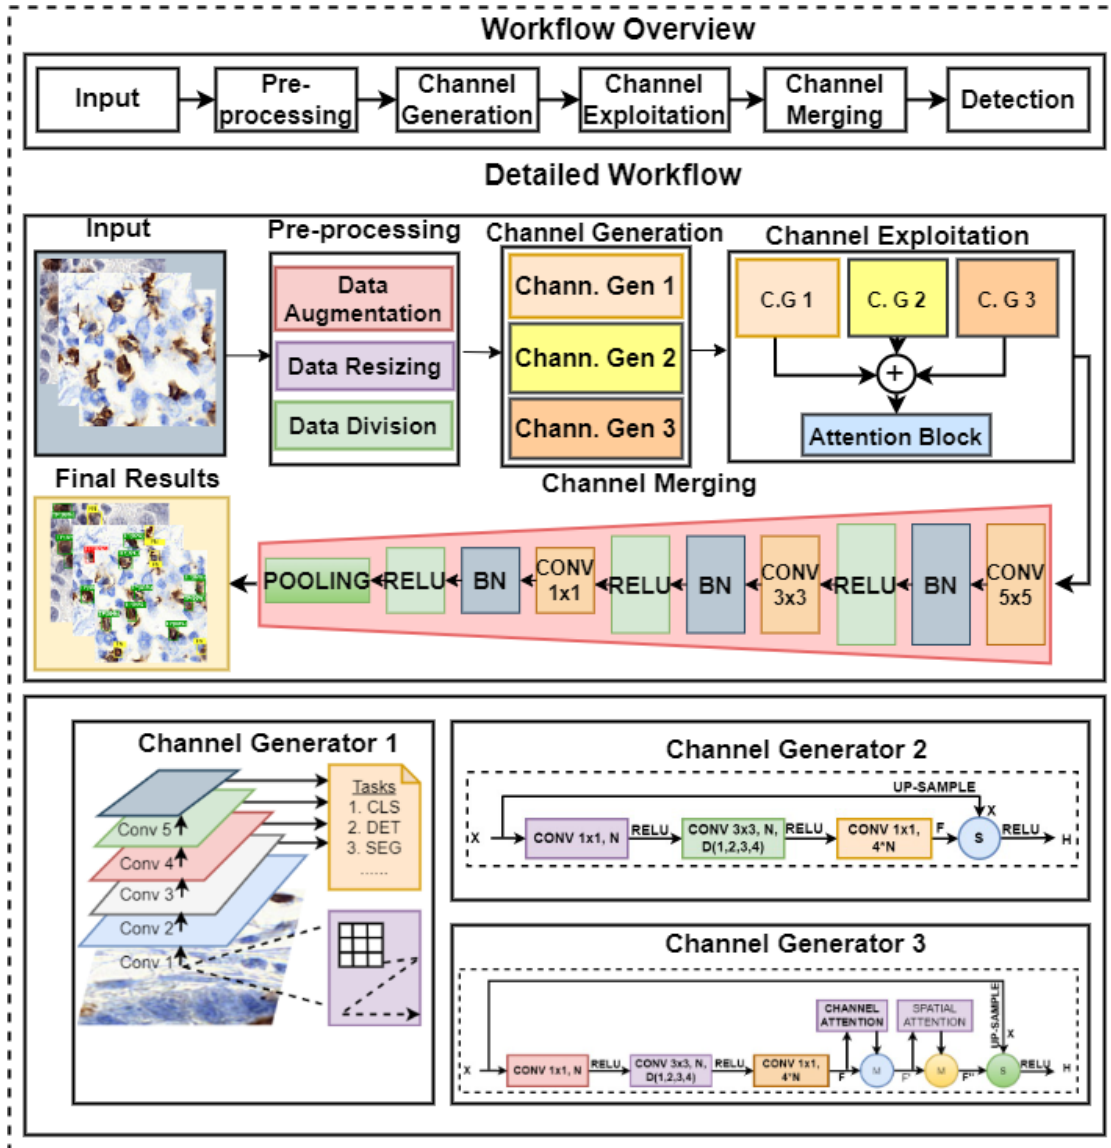 Workflow Overview
Input
Pre-
processing
Channel
Generation
Channel
Exploitation
Channel
Merging
Detection
Detailed Workflow
Input
Pre-processing
Channel Generation
Channel Exploitation
Data
Augmentation
Data Resizing
Data Division
Chann. Gen 1
Chann. Gen 2
Chann. Gen 3
C.G 1
C. G 2
C. G 3
+
Attention Block
Final Results
Channel Merging
POOLING
RELU
BN
CONV
1x1
RELU
BN
CONV
3x3
RELU
BN
CONV
5x5
Channel Generator 1
Conv 5
Conv 4
Conv 3
Conv 2
Conv 1
Tasks
1. CLS
2. DET
3. SEG
......
Channel Generator 2
UP-SAMPLE
X
X
CONV 1x1, N
RELU
CONV 3x3, N,
D(1,2,3,4)
RELU
CONV 1x1,
4*N
F
S
RELU
H
Channel Generator 3
CHANNEL
ATTENTION
SPATIAL
ATTENTION
UP-SAMPLE
X
X
CONV 1x1, N
RELU
CONV 3x3, N,
D(1,2,3,4)
RELU
CONV 1x1,
4*N
F
M
F'
M
F"
S
RELU
H